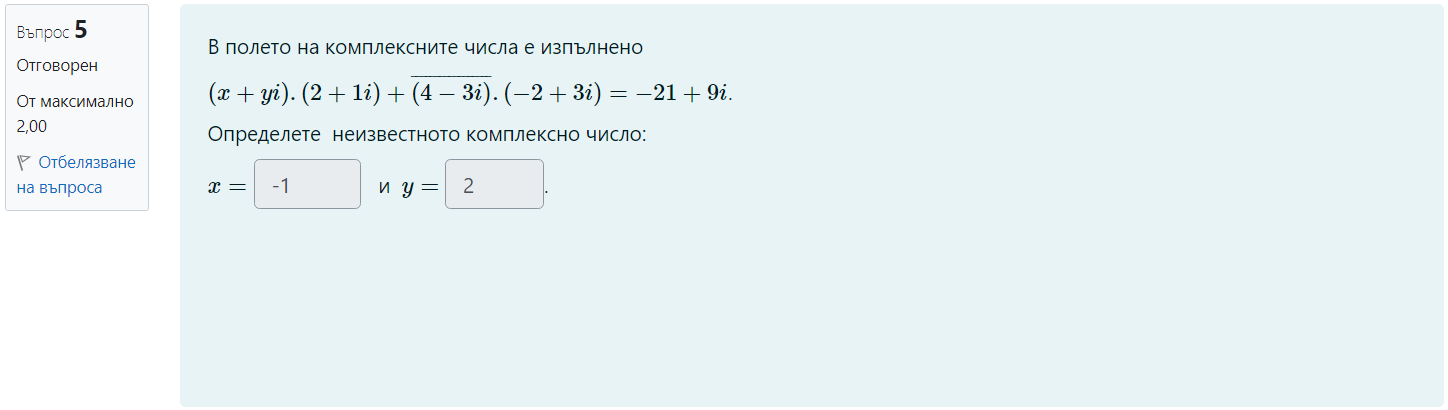 Въпрос 5
Отговорен
От максимално
2,00
Отбелязване
на въпроса
В полето на комплексните числа е изпълнено
(x + yi). (2 + 1i) + \overline{(4 − 3i)}. (−2 + 3i) = −21 + 9i.
Определете неизвестното комплексно число:
x = -1 и y = 2.